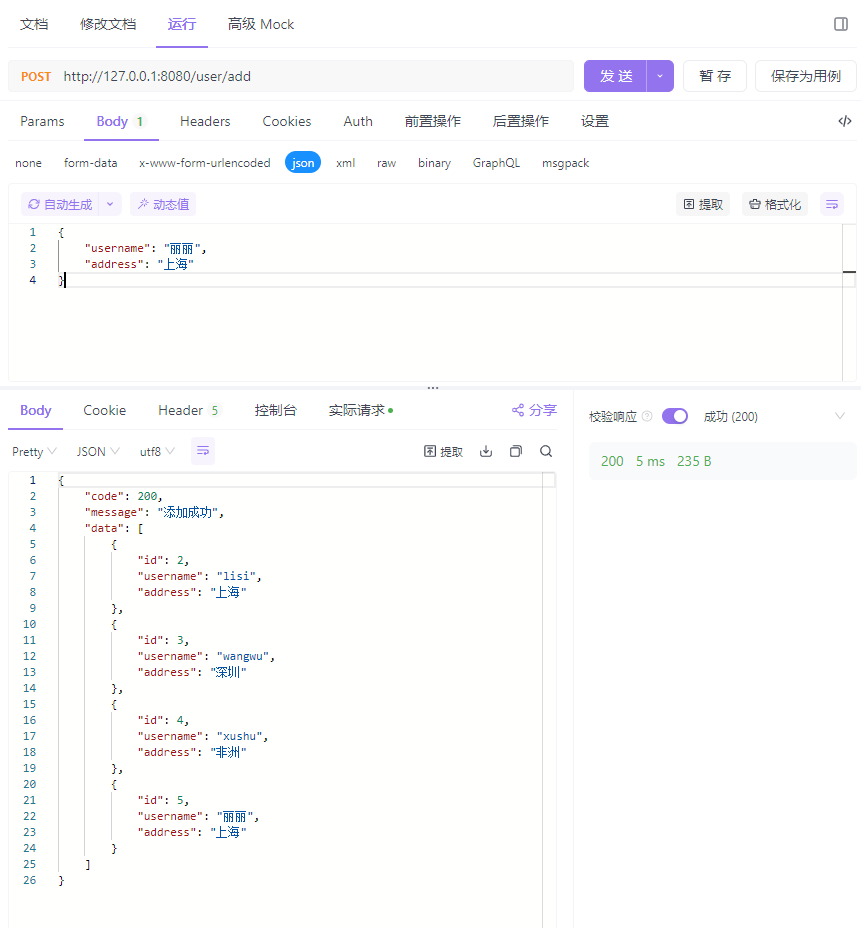 文档 修改文档 运行 高级 Mock
POST http://127.0.0.1:8080/user/add 发 送 暂 存 保存为用例
Params Body 1 Headers Cookies Auth 前置操作 后置操作 设置
none form-data x-www-form-urlencoded json xml raw binary GraphQL msgpack
自动生成 动态值 提取 格式化
1 {
2 "username": "丽丽",
3 "address": "上海"
4 }
Body Cookie Header 5 控制台 实际请求 分享
校验响应 成功 (200)
Pretty JSON utf8 提取
200 5 ms 235 B
1 {
2 "code": 200,
3 "message": "添加成功",
4 "data": [
5 {
6 "id": 2,
7 "username": "lisi",
8 "address": "上海"
9 },
10 {
11 "id": 3,
12 "username": "wangwu",
13 "address": "深圳"
14 },
15 {
16 "id": 4,
17 "username": "xushu",
18 "address": "非洲"
19 },
20 {
21 "id": 5,
22 "username": "丽丽",
23 "address": "上海"
24 }
25 ]
26 }